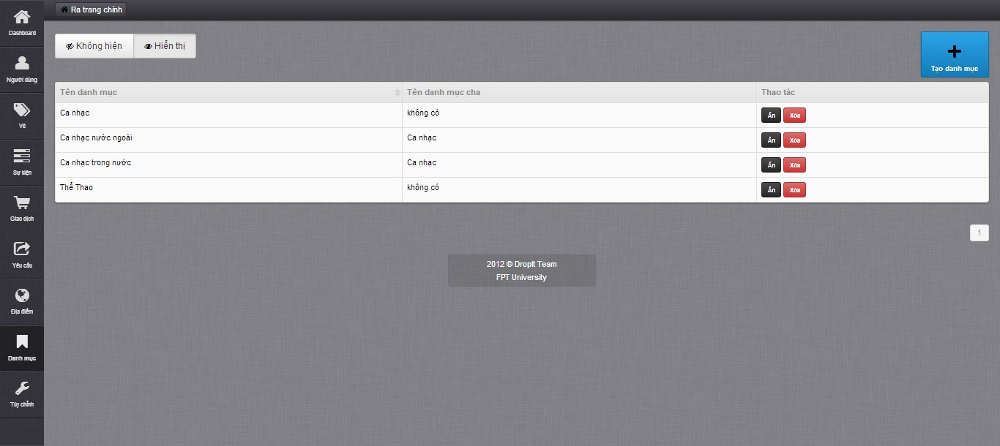 Ra trang chính
Dashboard
Người dùng
Vé
Sự kiện
Giao dịch
Yêu cầu
Địa điểm
Danh mục
Tùy chỉnh
Không hiện
Hiển thị
Tạo danh mục
Tên danh mục Tên danh mục cha Thao tác
Ca nhạc không có Ẩn Xóa
Ca nhạc nước ngoài Ca nhạc Ẩn Xóa
Ca nhạc trong nước Ca nhạc Ẩn Xóa
Thể Thao không có Ẩn Xóa
1
2012 © DropIt Team
FPT University